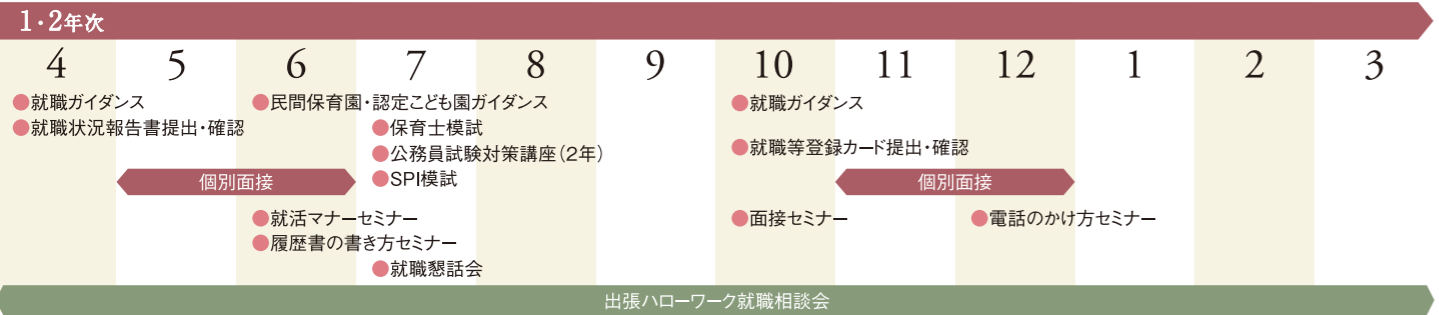 1・2年次
4 5 6 7 8 9 10 11 12 1 2 3
●就職ガイダンス ●民間保育園・認定こども園ガイダンス ●就職ガイダンス
●就職状況報告書提出・確認 ●保育士模試
●就職等登録カード提出・確認
●公務員試験対策講座(2年)
●SPI模試
個別面接 個別面接
●就活マナーセミナー ●面接セミナー ●電話のかけ方セミナー
●履歴書の書き方セミナー
●就職懇話会
出張ハローワーク就職相談会